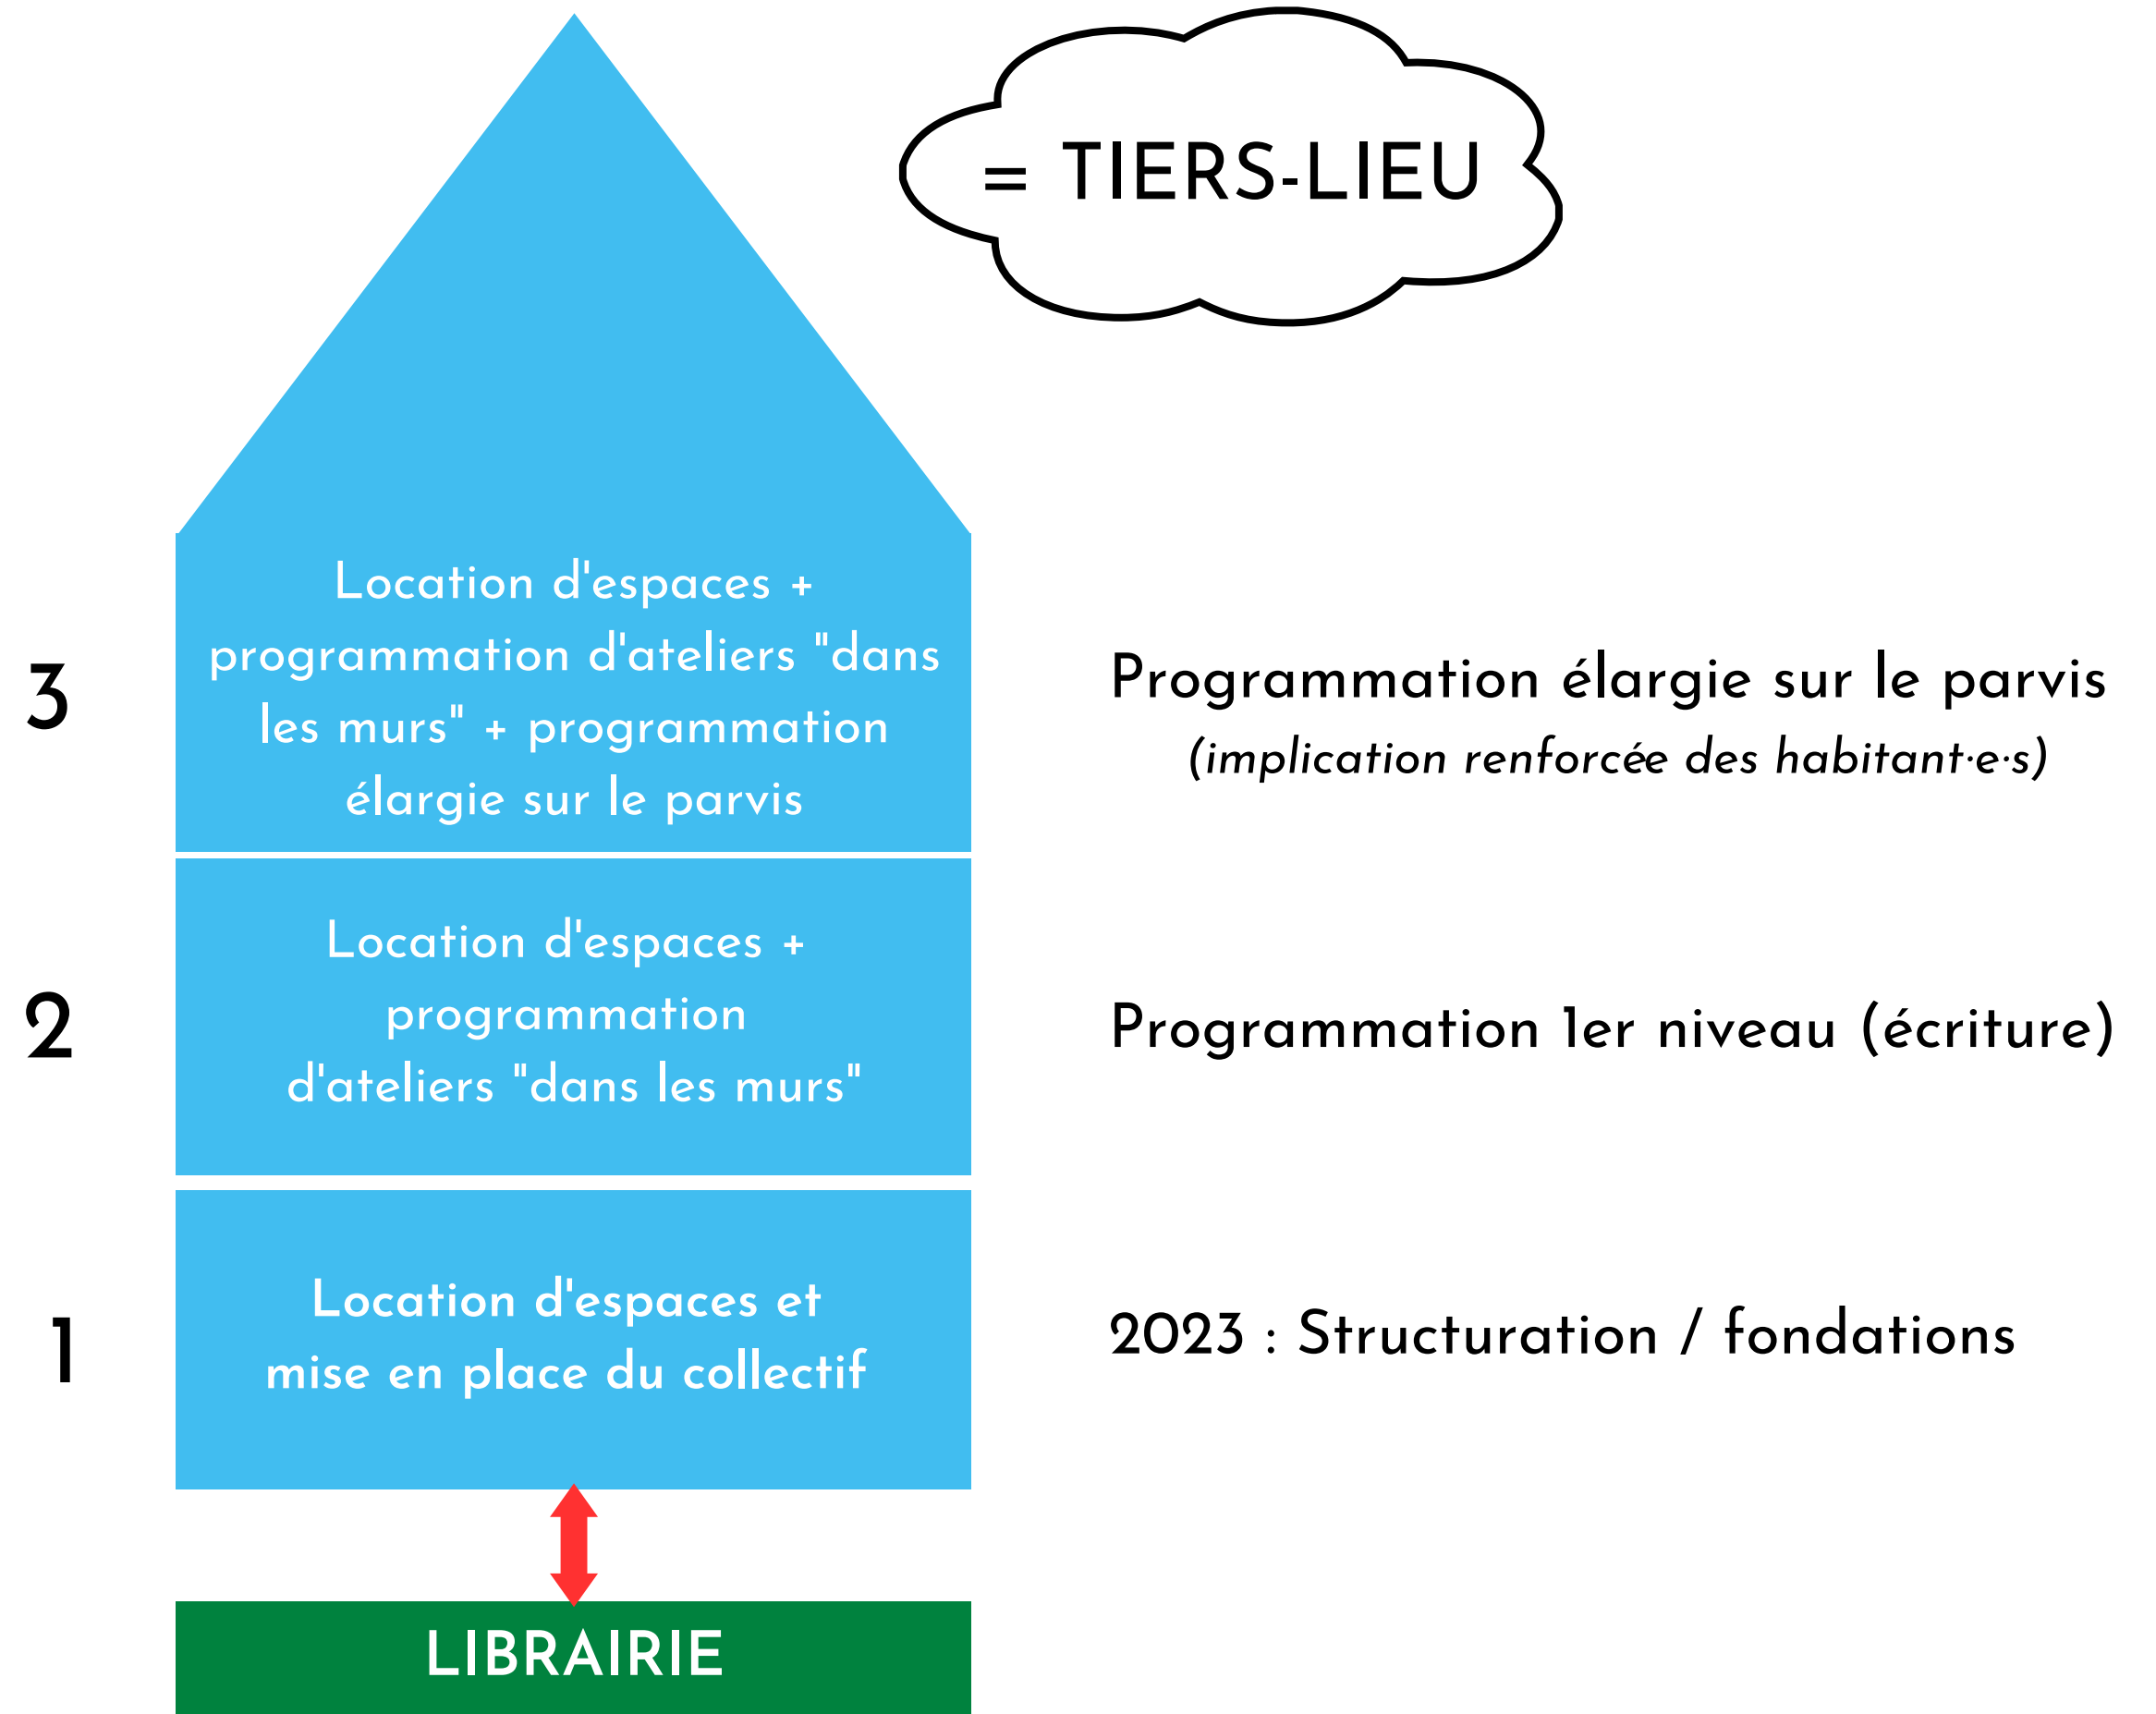 = TIERS-LIEU
3
Location d'espaces +
programmation d'ateliers "dans
les murs" + programmation
élargie sur le parvis
Programmation élargie sur le parvis
(implication renforcée des habitant·e·s)
2
Location d'espaces +
programmation
d'ateliers "dans les murs"
Programmation 1er niveau (écriture)
1
Location d'espaces et
mise en place du collectif
2023 : Structuration / fondations
LIBRAIRIE